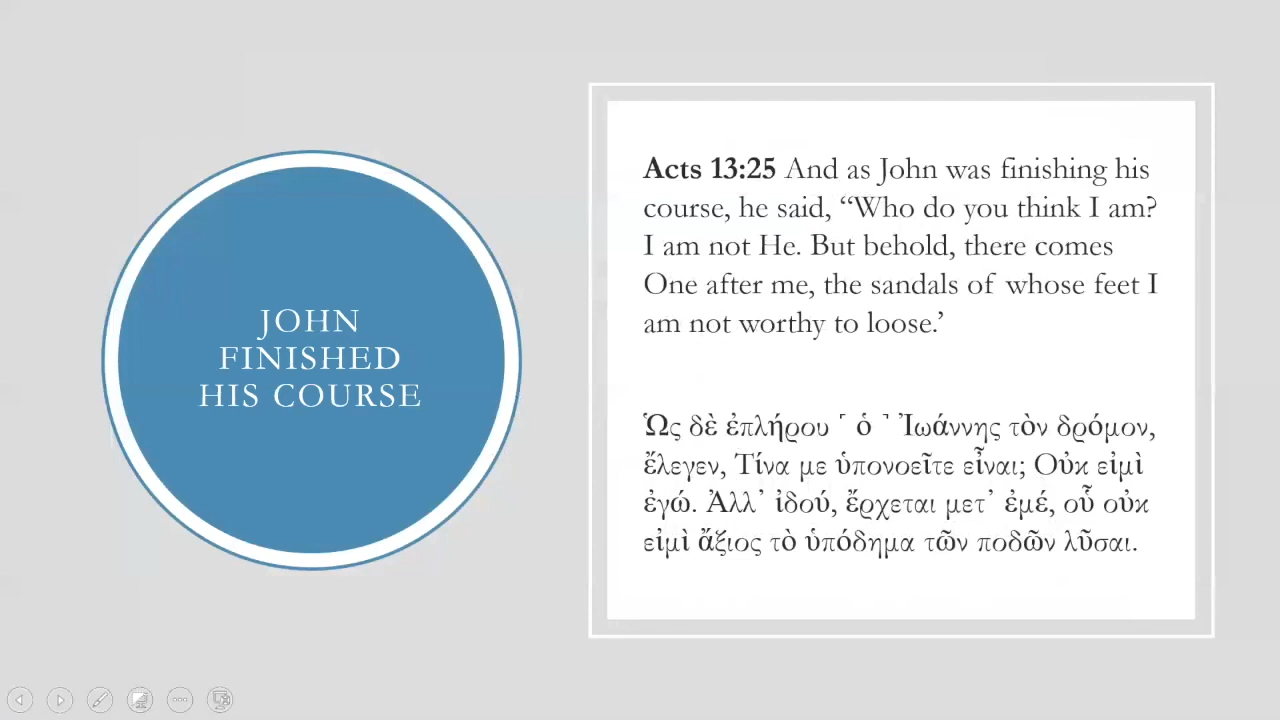 JOHN
FINISHED
HIS COURSE
Acts 13:25 And as John was finishing his
course, he said, “Who do you think I am?
I am not He. But behold, there comes
One after me, the sandals of whose feet I
am not worthy to loose.’
Ὡς δὲ ἐπλήρου ⸀ ὁ ⸃ Ἰωάννης τὸν δρόμον,
ἔλεγεν, Τίνα με ὑπονοεῖτε εἶναι; Οὐκ εἰμὶ
ἐγώ. Ἀλλ᾽ ἰδού, ἔρχεται μετ᾽ ἐμέ, οὗ οὐκ
εἰμὶ ἄξιος τὸ ὑπόδημα τῶν ποδῶν λῦσαι.